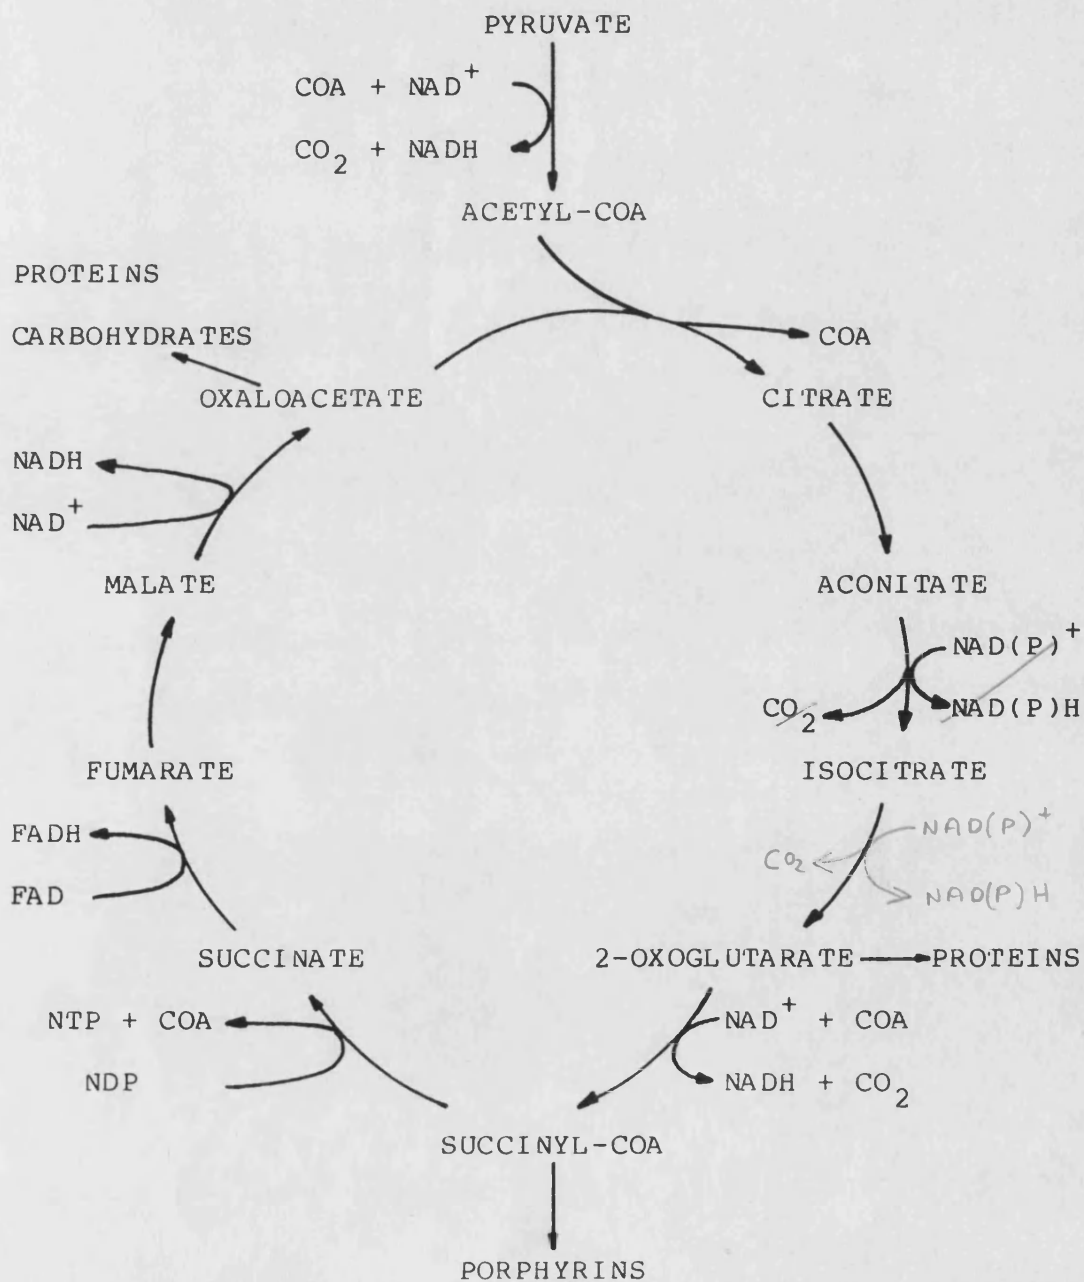 PYRUVATE
COA + NAD+
CO2 + NADH
ACETYL-COA
PROTEINS
CARBOHYDRATES
COA
OXALOACETATE
CITRATE
NADH
NAD+
MALATE
ACONITATE
NAD(P)+
CO2
NAD(P)H
FUMARATE
ISOCITRATE
FADH
NAD(P)+
CO2
FAD
NAD(P)H
SUCCINATE
2-OXOGLUTARATE
PROTEINS
NTP + COA
NAD+ + COA
NDP
NADH + CO2
SUCCINYL-COA
PORPHYRINS